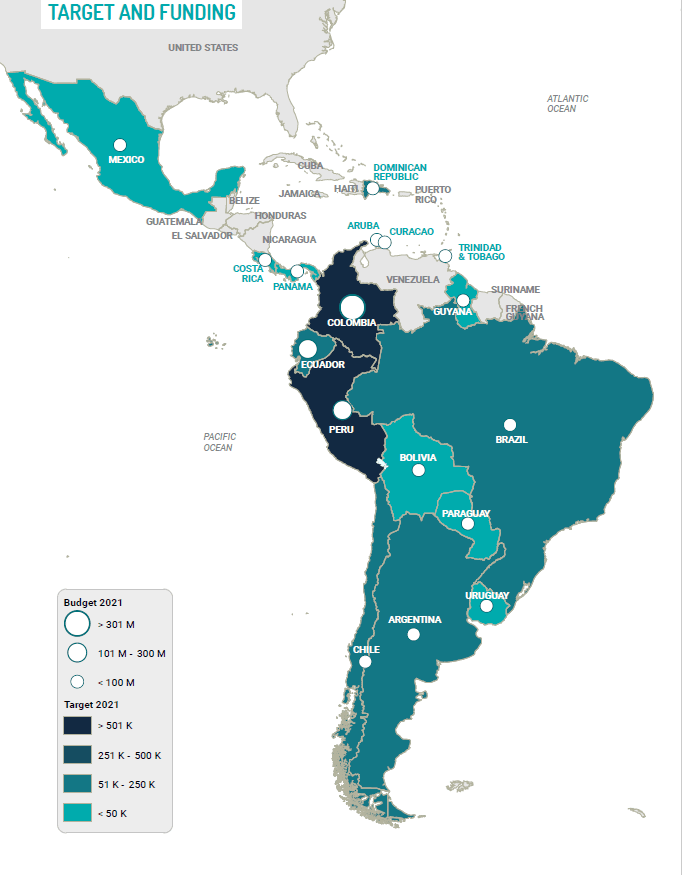 TARGET AND FUNDING
UNITED STATES
ATLANTIC
OCEAN
MEXICO
CUBA
DOMINICAN
REPUBLIC
HAITI
JAMAICA
PUERTO
RICO
BELIZE
HONDURAS
GUATEMALA
EL SALVADOR
NICARAGUA
ARUBA
CURACAO
TRINIDAD
& TOBAGO
COSTA
RICA
PANAMA
VENEZUELA
SURINAME
GUYANA
FRENCH
GUYANA
COLOMBIA
ECUADOR
PERU
PACIFIC
OCEAN
BRAZIL
BOLIVIA
PARAGUAY
URUGUAY
ARGENTINA
CHILE
Budget 2021
> 301 M
101 M - 300 M
< 100 M
Target 2021
> 501 K
251 K - 500 K
51 K - 250 K
< 50 K